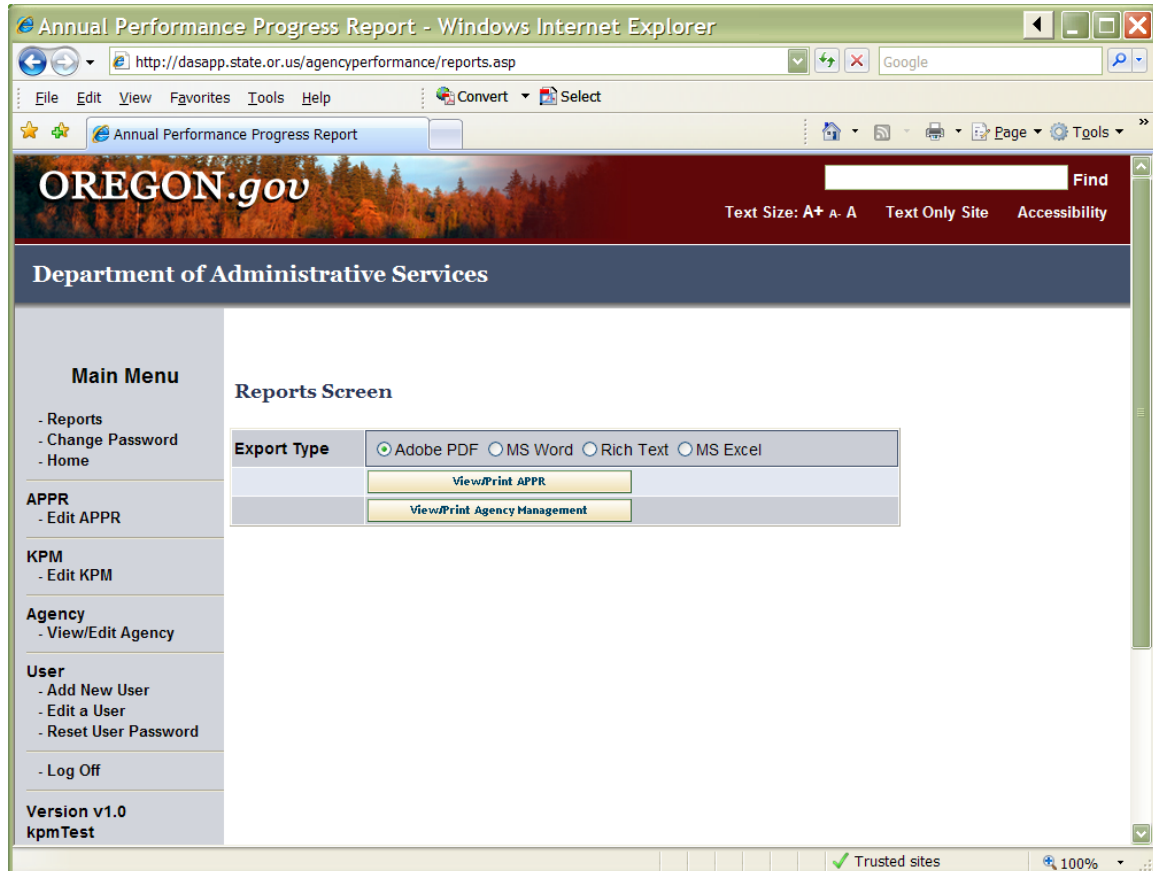 Annual Performance Progress Report - Windows Internet Explorer
http://dasapp.state.or.us/agencyperformance/reports.asp
Google
File Edit View Favorites Tools Help
Convert Select
Annual Performance Progress Report
Page Tools »
OREGON.gov
Find
Text Size: A+ A- A Text Only Site Accessibility
Department of Administrative Services
Main Menu
- Reports
- Change Password
- Home
APPR
- Edit APPR
KPM
- Edit KPM
Agency
- View/Edit Agency
User
- Add New User
- Edit a User
- Reset User Password
- Log Off
Version v1.0
kpmTest
Reports Screen
Export Type Adobe PDF MS Word Rich Text MS Excel
View/Print APPR
View/Print Agency Management
Trusted sites 100%